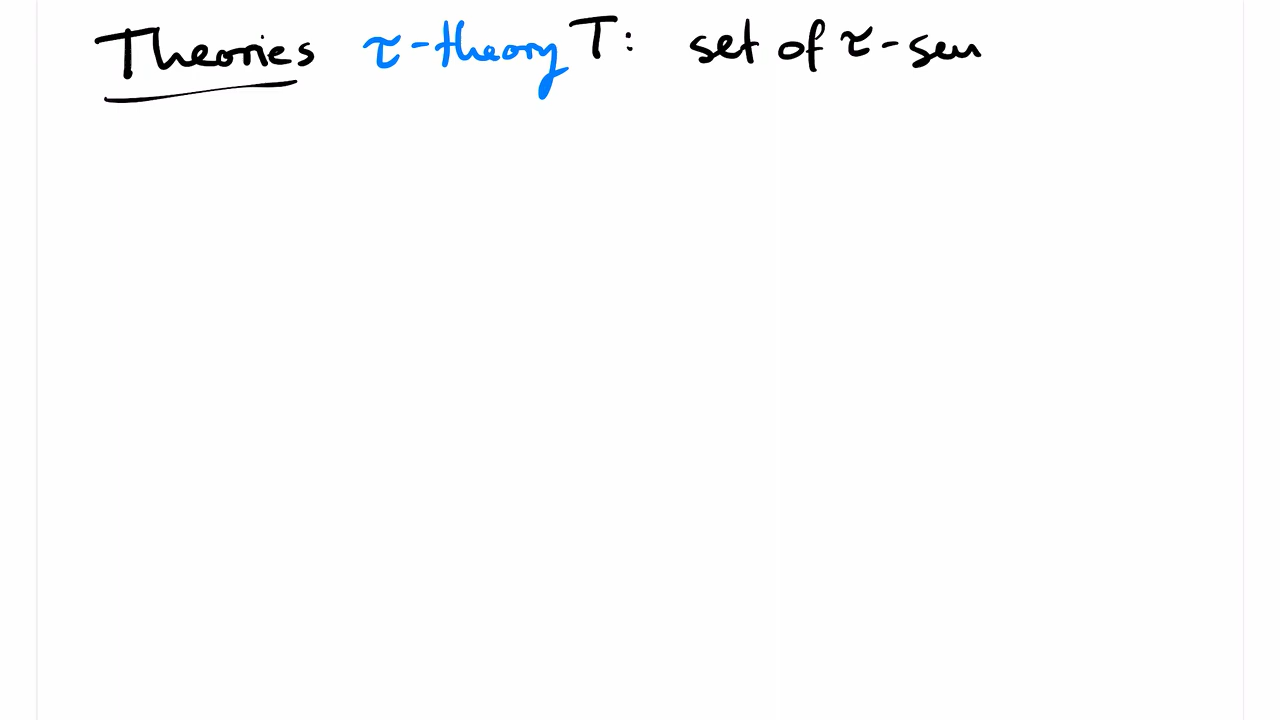 Theories τ-theory T: set of τ-sen